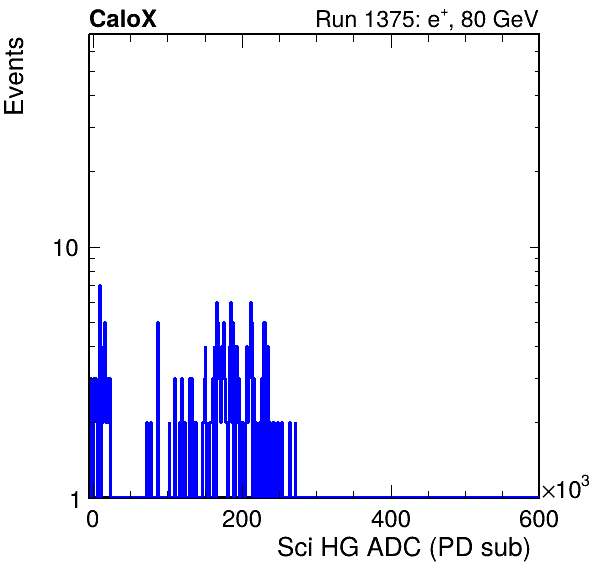 CaloX Run 1375: e⁺, 80 GeV
Events
10
1
0 200 400 600
×10³
Sci HG ADC (PD sub)